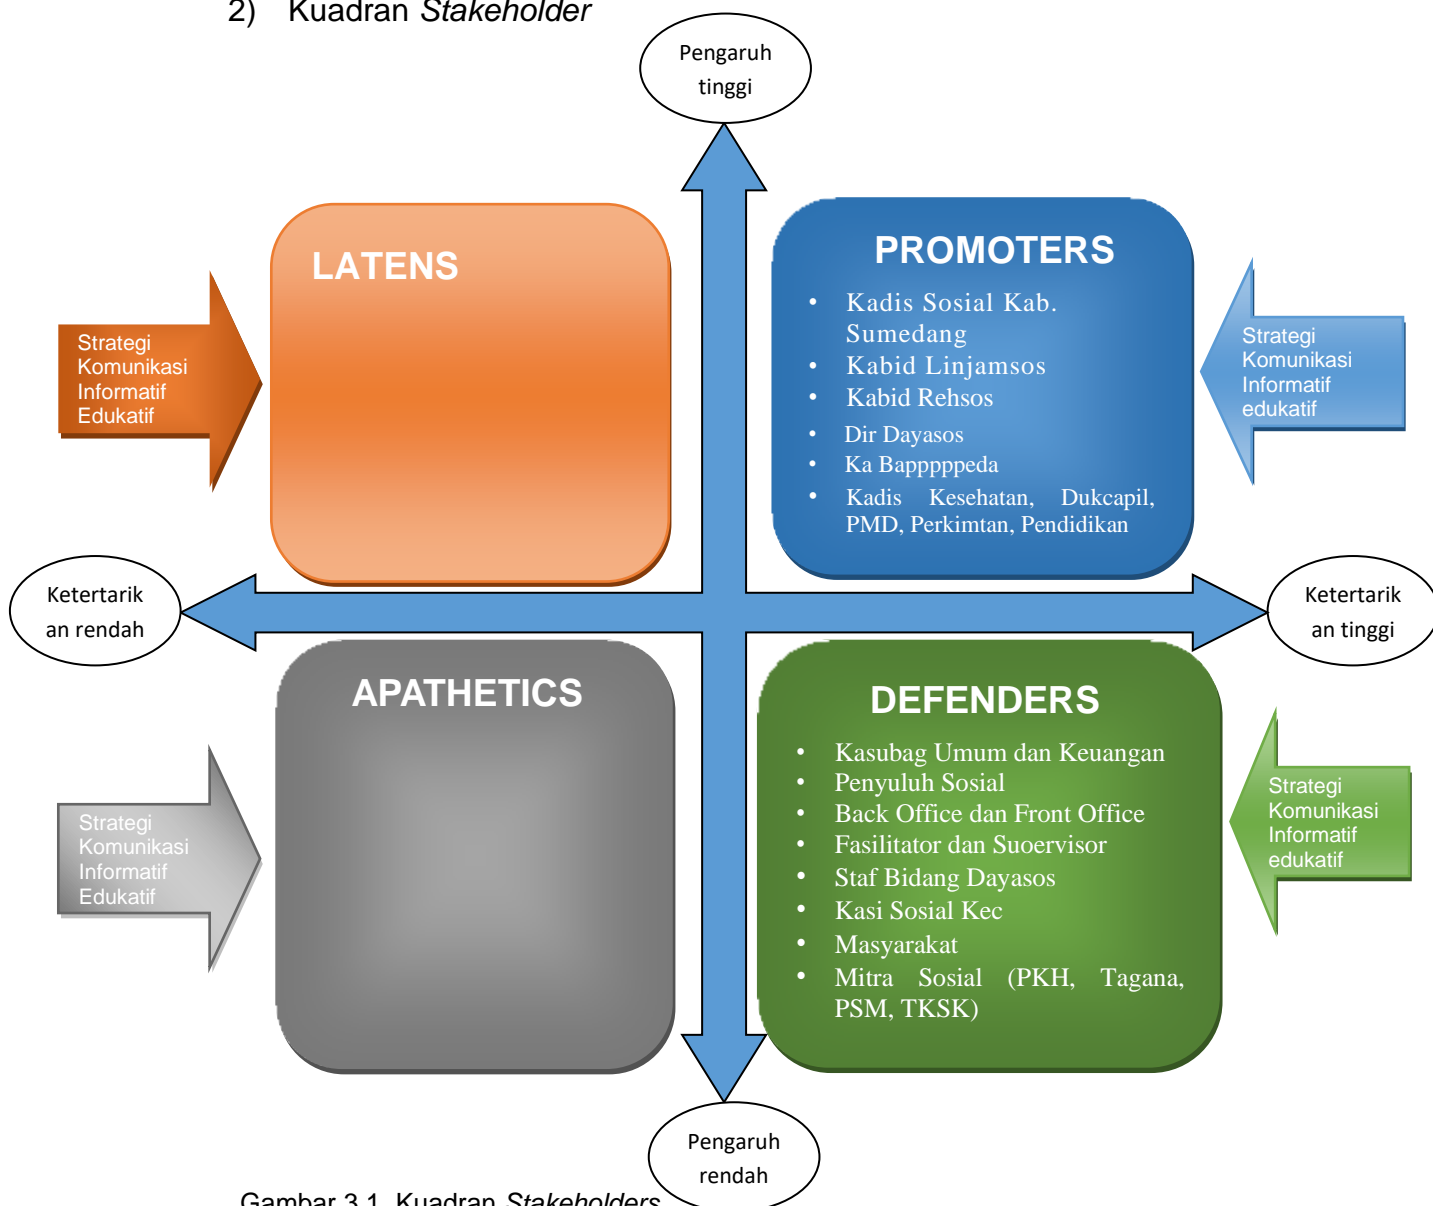 2) Kuadran Stakeholder
Pengaruh
tinggi
LATENS
Strategi
Komunikasi
Informatif
Edukatif
PROMOTERS
• Kadis Sosial Kab.
Sumedang
• Kabid Linjamsos
• Kabid Rehsos
• Dir Dayasos
• Ka Bapppppeda
• Kadis Kesehatan, Dukcapil,
PMD, Perkimtan, Pendidikan
Strategi
Komunikasi
Informatif
edukatif
Ketertarik
an rendah
Ketertarik
an tinggi
APATHETICS
Strategi
Komunikasi
Informatif
Edukatif
DEFENDERS
• Kasubag Umum dan Keuangan
• Penyuluh Sosial
• Back Office dan Front Office
• Fasilitator dan Suoervisor
• Staf Bidang Dayasos
• Kasi Sosial Kec
• Masyarakat
• Mitra Sosial (PKH, Tagana,
PSM, TKSK)
Strategi
Komunikasi
Informatif
edukatif
Pengaruh
rendah
Gambar 3.1. Kuadran Stakeholders